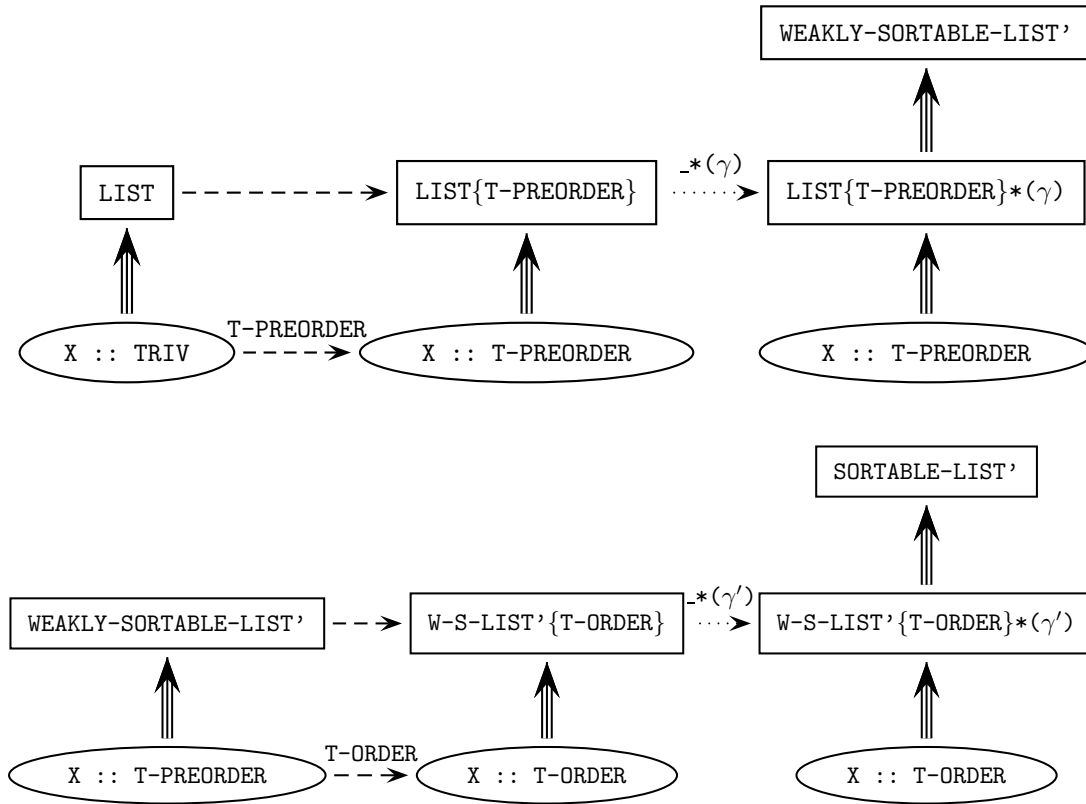 WEAKLY-SORTABLE-LIST’
LIST
LIST{T-PREORDER}
_*(γ)
LIST{T-PREORDER}*(γ)
X :: TRIV
T-PREORDER
X :: T-PREORDER
X :: T-PREORDER
SORTABLE-LIST’
WEAKLY-SORTABLE-LIST’
W-S-LIST’{T-ORDER}
_*(γ′)
W-S-LIST’{T-ORDER}*(γ′)
X :: T-PREORDER
T-ORDER
X :: T-ORDER
X :: T-ORDER